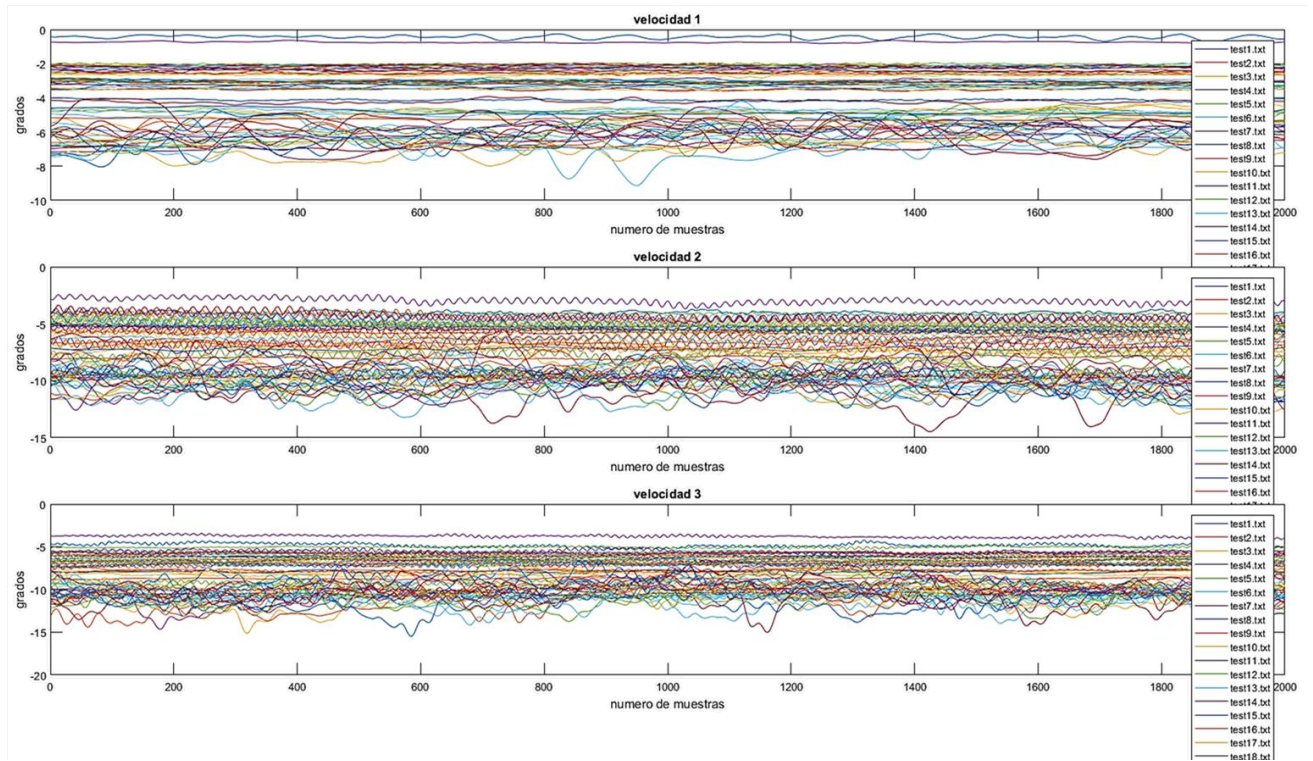 velocidad 1
0
-2
-4
-6
-8
-10
grados
0 200 400 600 800 1000 1200 1400 1600 1800 2000
numero de muestras
test1.txt
test2.txt
test3.txt
test4.txt
test5.txt
test6.txt
test7.txt
test8.txt
test9.txt
test10.txt
test11.txt
test12.txt
test13.txt
test14.txt
test15.txt
test16.txt
velocidad 2
0
-5
-10
-15
grados
0 200 400 600 800 1000 1200 1400 1600 1800 2000
numero de muestras
test1.txt
test2.txt
test3.txt
test4.txt
test5.txt
test6.txt
test7.txt
test8.txt
test9.txt
test10.txt
test11.txt
test12.txt
test13.txt
test14.txt
test15.txt
test16.txt
velocidad 3
0
-5
-10
-15
-20
grados
0 200 400 600 800 1000 1200 1400 1600 1800 2000
numero de muestras
test1.txt
test2.txt
test3.txt
test4.txt
test5.txt
test6.txt
test7.txt
test8.txt
test9.txt
test10.txt
test11.txt
test12.txt
test13.txt
test14.txt
test15.txt
test16.txt
test17.txt
test18.txt